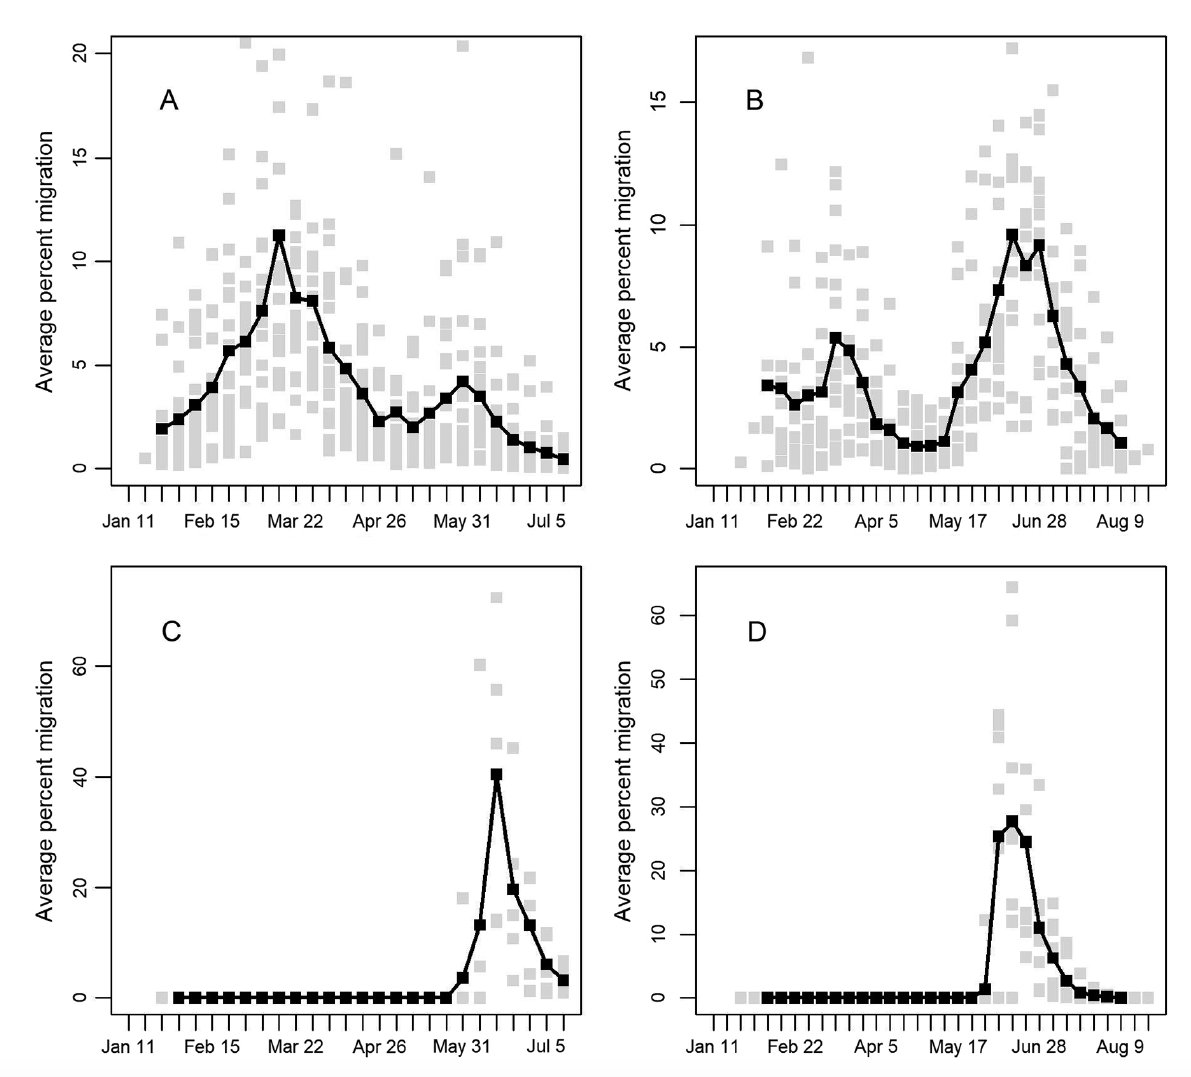 A
Average percent migration
20
15
10
5
0
Jan 11 Feb 15 Mar 22 Apr 26 May 31 Jul 5
B
Average percent migration
15
10
5
0
Jan 11 Feb 22 Apr 5 May 17 Jun 28 Aug 9
C
Average percent migration
60
40
20
0
Jan 11 Feb 15 Mar 22 Apr 26 May 31 Jul 5
D
Average percent migration
60
50
40
30
20
10
0
Jan 11 Feb 22 Apr 5 May 17 Jun 28 Aug 9